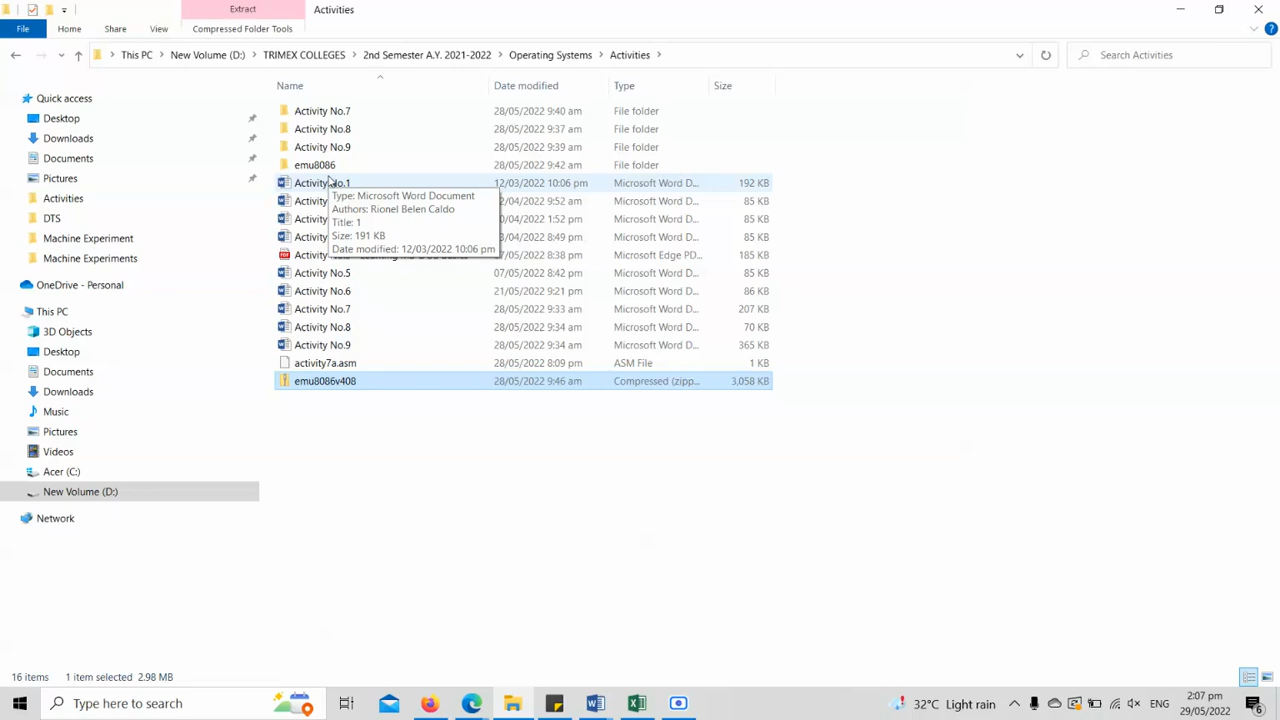 Extract
Activities
File
Home
Share
View
Compressed Folder Tools
This PC
New Volume (D:)
TRIMEX COLLEGES
2nd Semester A.Y. 2021-2022
Operating Systems
Activities
Search Activities
Quick access
Desktop
Downloads
Documents
Pictures
Activities
DTS
Machine Experiment
Machine Experiments
OneDrive - Personal
This PC
3D Objects
Desktop
Documents
Downloads
Music
Pictures
Videos
Acer (C:)
New Volume (D:)
Network
Name Date modified Type Size
Activity No.7 28/05/2022 9:40 am File folder
Activity No.8 28/05/2022 9:37 am File folder
Activity No.9 28/05/2022 9:39 am File folder
emu8086 28/05/2022 9:42 am File folder
Activity No.1 12/03/2022 10:06 pm Microsoft Word D... 192 KB
Type: Microsoft Word Document
Authors: Rionel Belen Caldo
Title: 1
Size: 191 KB
Date modified: 12/03/2022 10:06 pm
Activity 9:52 am Microsoft Word D... 85 KB
Activity 1:52 pm Microsoft Word D... 85 KB
Activity 8:49 pm Microsoft Word D... 85 KB
Activity 8:38 pm Microsoft Edge PD... 185 KB
Activity No.5 07/05/2022 8:42 pm Microsoft Word D... 85 KB
Activity No.6 21/05/2022 9:21 pm Microsoft Word D... 86 KB
Activity No.7 28/05/2022 9:33 am Microsoft Word D... 207 KB
Activity No.8 28/05/2022 9:34 am Microsoft Word D... 70 KB
Activity No.9 28/05/2022 9:34 am Microsoft Word D... 365 KB
activity7a.asm 28/05/2022 8:09 pm ASM File 1 KB
emu8086v408 28/05/2022 9:46 am Compressed (zipp... 3,058 KB
16 items 1 item selected 2.98 MB
Type here to search
32°C Light rain
ENG
2:07 pm
29/05/2022
6